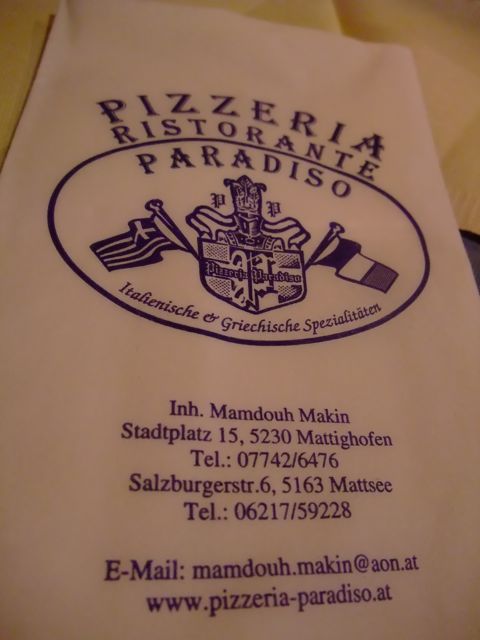 PIZZERIA
RISTORANTE
PARADISO
P P
Pizzeria Paradiso
Italienische & Griechische Spezialitäten
Inh. Mamdouh Makin
Stadtplatz 15, 5230 Mattighofen
Tel.: 07742/6476
Salzburgerstr.6, 5163 Mattsee
Tel.: 06217/59228
E-Mail: mamdouh.makin@aon.at
www.pizzeria-paradiso.at